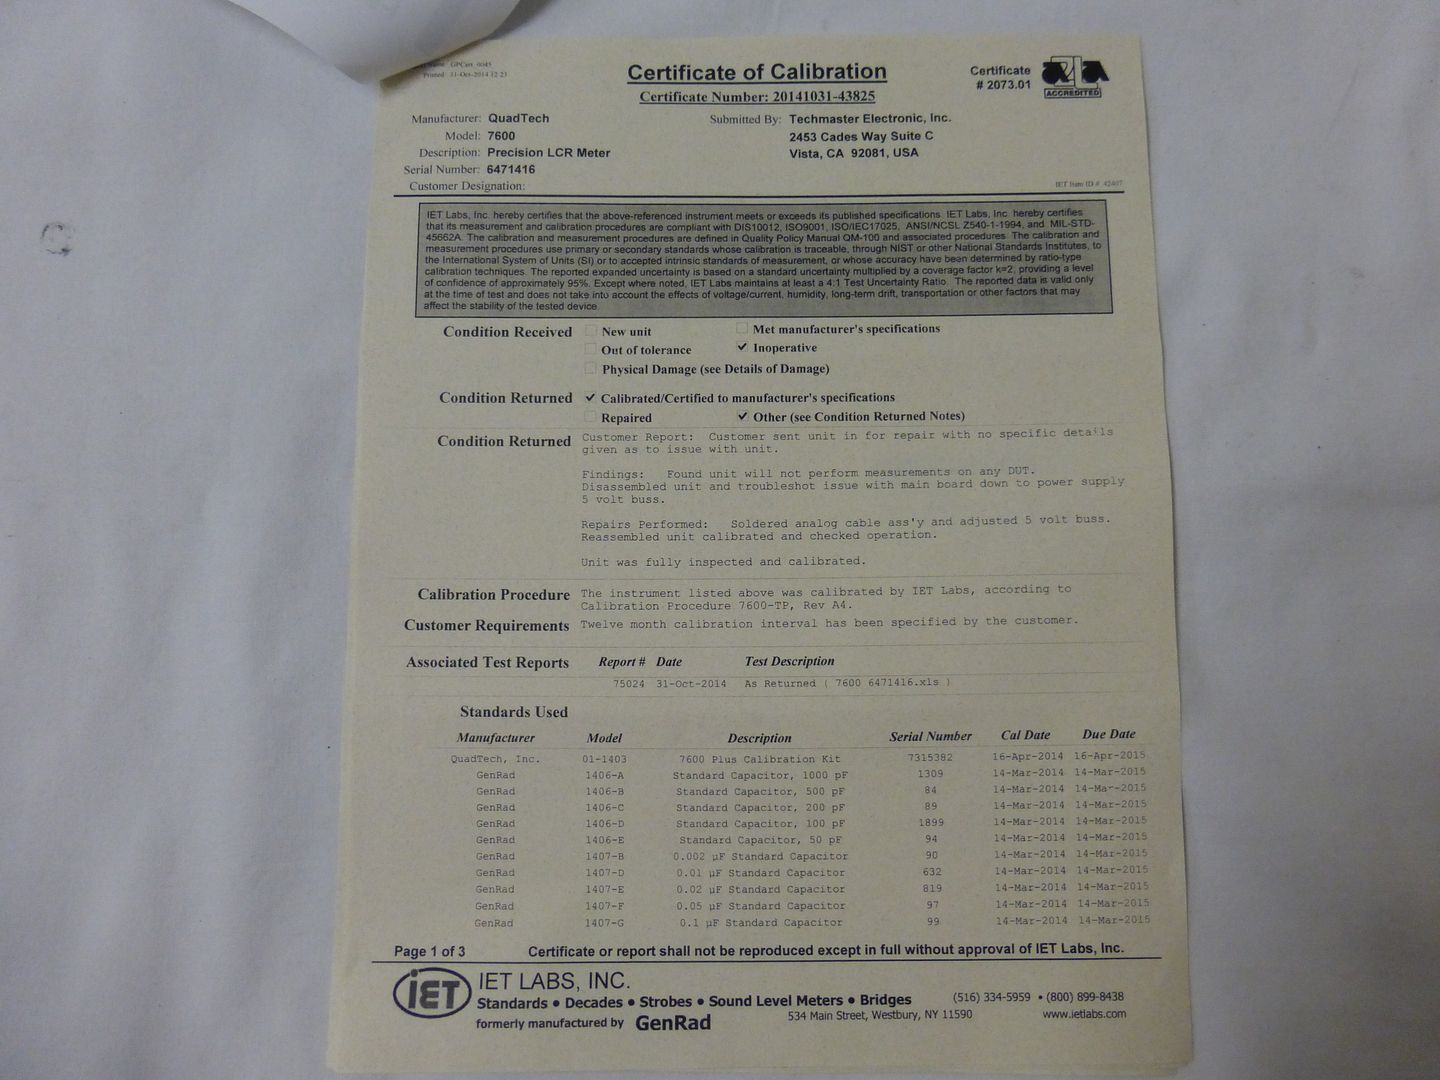 GPCert_0045
Printed 31-Oct-2014 12:23
Certificate of Calibration
Certificate Number: 20141031-43825
Certificate
# 2073.01
ACCREDITED
Manufacturer: QuadTech
Submitted By: Techmaster Electronic, Inc.
Model: 7600
2453 Cades Way Suite C
Description: Precision LCR Meter
Vista, CA 92081, USA
Serial Number: 6471416
Customer Designation:
IET Item ID # 42407
IET Labs, Inc. hereby certifies that the above-referenced instrument meets or exceeds its published specifications. IET Labs, Inc. hereby certifies
that its measurement and calibration procedures are compliant with DIS10012, ISO9001, ISO/IEC17025, ANSI/NCSL Z540-1-1994, and MIL-STD-
45662A. The calibration and measurement procedures are defined in Quality Policy Manual QM-100 and associated procedures. The calibration and
measurement procedures use primary or secondary standards whose calibration is traceable, through NIST or other National Standards Institutes, to
the International System of Units (SI) or to accepted intrinsic standards of measurement, or whose accuracy have been determined by ratio-type
calibration techniques. The reported expanded uncertainty is based on a standard uncertainty multiplied by a coverage factor k=2, providing a level
of confidence of approximately 95%. Except where noted, IET Labs maintains at least a 4:1 Test Uncertainty Ratio. The reported data is valid only
at the time of test and does not take into account the effects of voltage/current, humidity, long-term drift, transportation or other factors that may
affect the stability of the tested device.
Condition Received New unit Met manufacturer's specifications
Out of tolerance ✔ Inoperative
Physical Damage (see Details of Damage)
Condition Returned ✔ Calibrated/Certified to manufacturer's specifications
Repaired ✔ Other (see Condition Returned Notes)
Condition Returned Customer Report: Customer sent unit in for repair with no specific details
given as to issue with unit.
Findings: Found unit will not perform measurements on any DUT.
Disassembled unit and troubleshot issue with main board down to power supply
5 volt buss.
Repairs Performed: Soldered analog cable ass'y and adjusted 5 volt buss.
Reassembled unit calibrated and checked operation.
Unit was fully inspected and calibrated.
Calibration Procedure The instrument listed above was calibrated by IET Labs, according to
Calibration Procedure 7600-TP, Rev A4.
Customer Requirements Twelve month calibration interval has been specified by the customer.
Associated Test Reports Report # Date Test Description
75024 31-Oct-2014 As Returned ( 7600 6471416.xls )
Standards Used
Manufacturer Model Description Serial Number Cal Date Due Date
QuadTech, Inc. 01-1403 7600 Plus Calibration Kit 7315382 16-Apr-2014 16-Apr-2015
GenRad 1406-A Standard Capacitor, 1000 pF 1309 14-Mar-2014 14-Mar-2015
GenRad 1406-B Standard Capacitor, 500 pF 84 14-Mar-2014 14-Mar-2015
GenRad 1406-C Standard Capacitor, 200 pF 89 14-Mar-2014 14-Mar-2015
GenRad 1406-D Standard Capacitor, 100 pF 1899 14-Mar-2014 14-Mar-2015
GenRad 1406-E Standard Capacitor, 50 pF 94 14-Mar-2014 14-Mar-2015
GenRad 1407-B 0.002 µF Standard Capacitor 90 14-Mar-2014 14-Mar-2015
GenRad 1407-D 0.01 µF Standard Capacitor 632 14-Mar-2014 14-Mar-2015
GenRad 1407-E 0.02 µF Standard Capacitor 819 14-Mar-2014 14-Mar-2015
GenRad 1407-F 0.05 µF Standard Capacitor 97 14-Mar-2014 14-Mar-2015
GenRad 1407-G 0.1 µF Standard Capacitor 99 14-Mar-2014 14-Mar-2015
Page 1 of 3 Certificate or report shall not be reproduced except in full without approval of IET Labs, Inc.
iET
IET LABS, INC.
Standards • Decades • Strobes • Sound Level Meters • Bridges
formerly manufactured by GenRad
534 Main Street, Westbury, NY 11590
(516) 334-5959 • (800) 899-8438
www.ietlabs.com